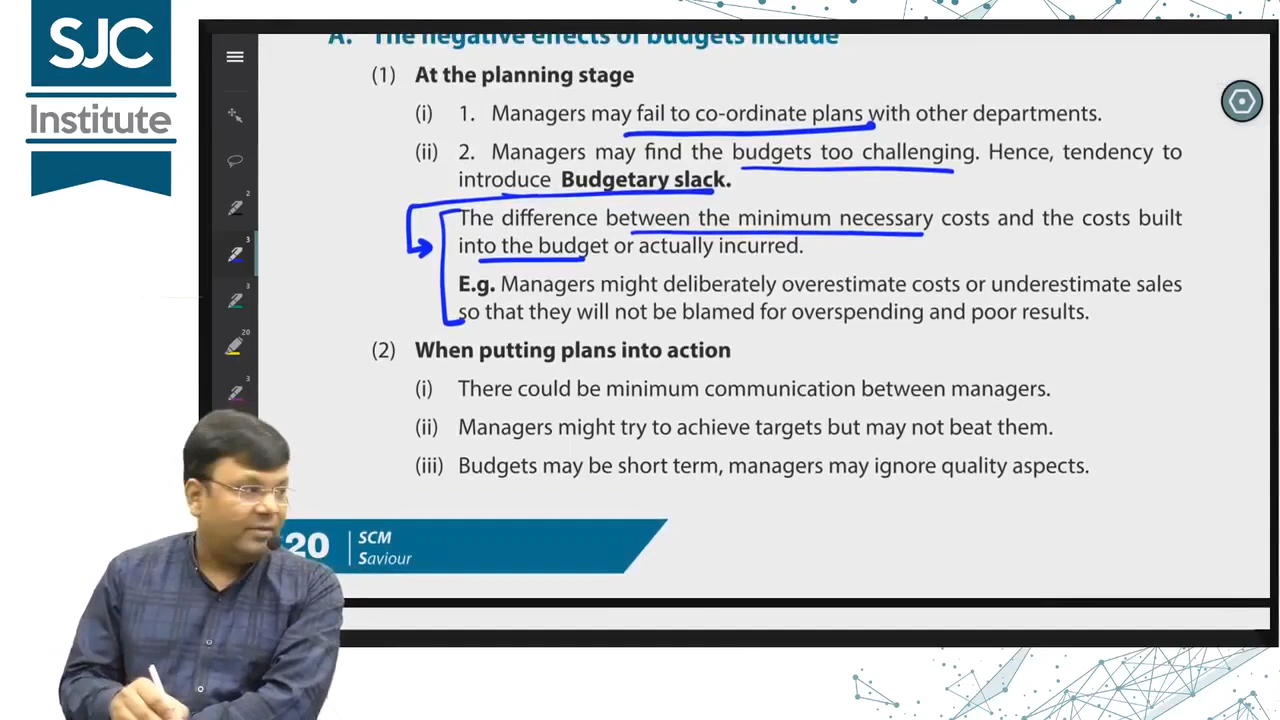 SJC
Institute
A. The negative effects of budgets include
(1) At the planning stage
(i) 1. Managers may fail to co-ordinate plans with other departments.
(ii) 2. Managers may find the budgets too challenging. Hence, tendency to
introduce Budgetary slack.
The difference between the minimum necessary costs and the costs built
into the budget or actually incurred.
E.g. Managers might deliberately overestimate costs or underestimate sales
so that they will not be blamed for overspending and poor results.
(2) When putting plans into action
(i) There could be minimum communication between managers.
(ii) Managers might try to achieve targets but may not beat them.
(iii) Budgets may be short term, managers may ignore quality aspects.
20
SCM
Saviour
2
3
3
20
3